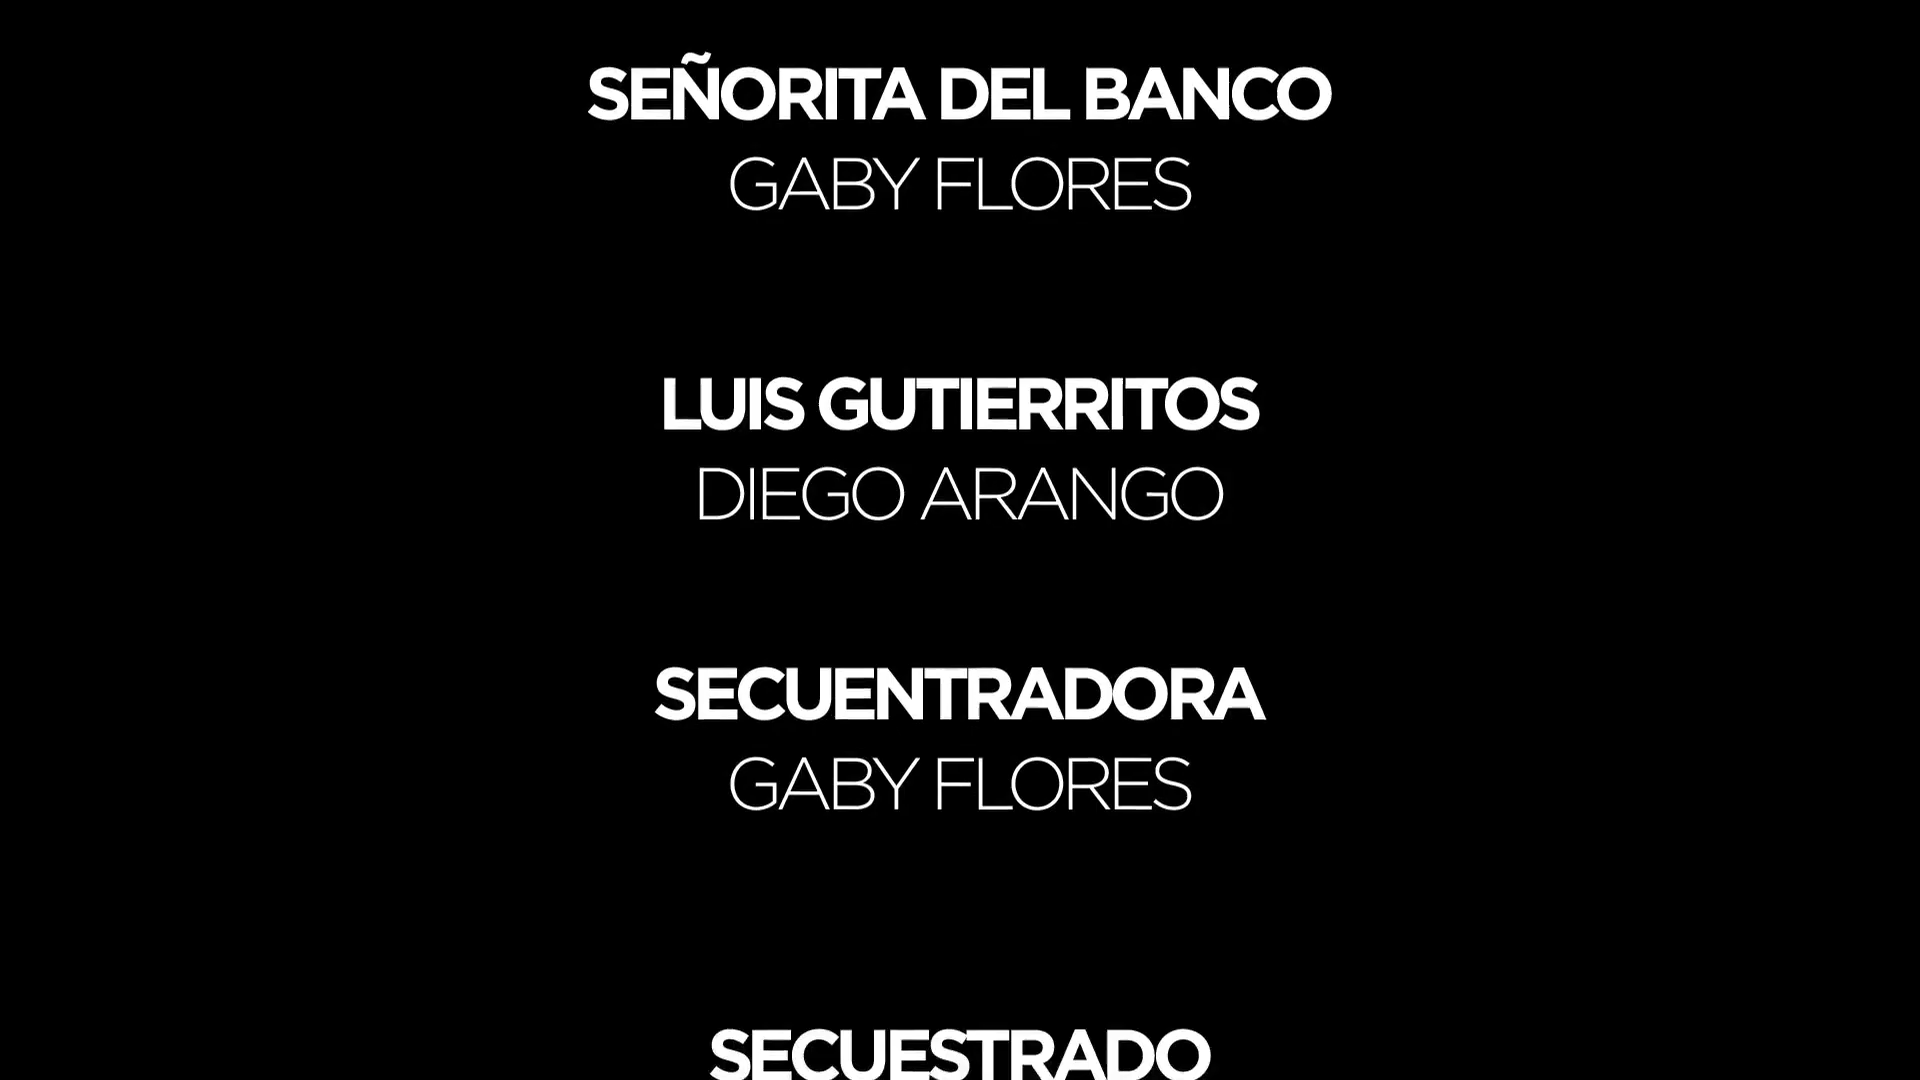 SEÑORITA DEL BANCO
GABY FLORES
LUIS GUTIERRITOS
DIEGO ARANGO
SECUENTRADORA
GABY FLORES
SECUESTRADO